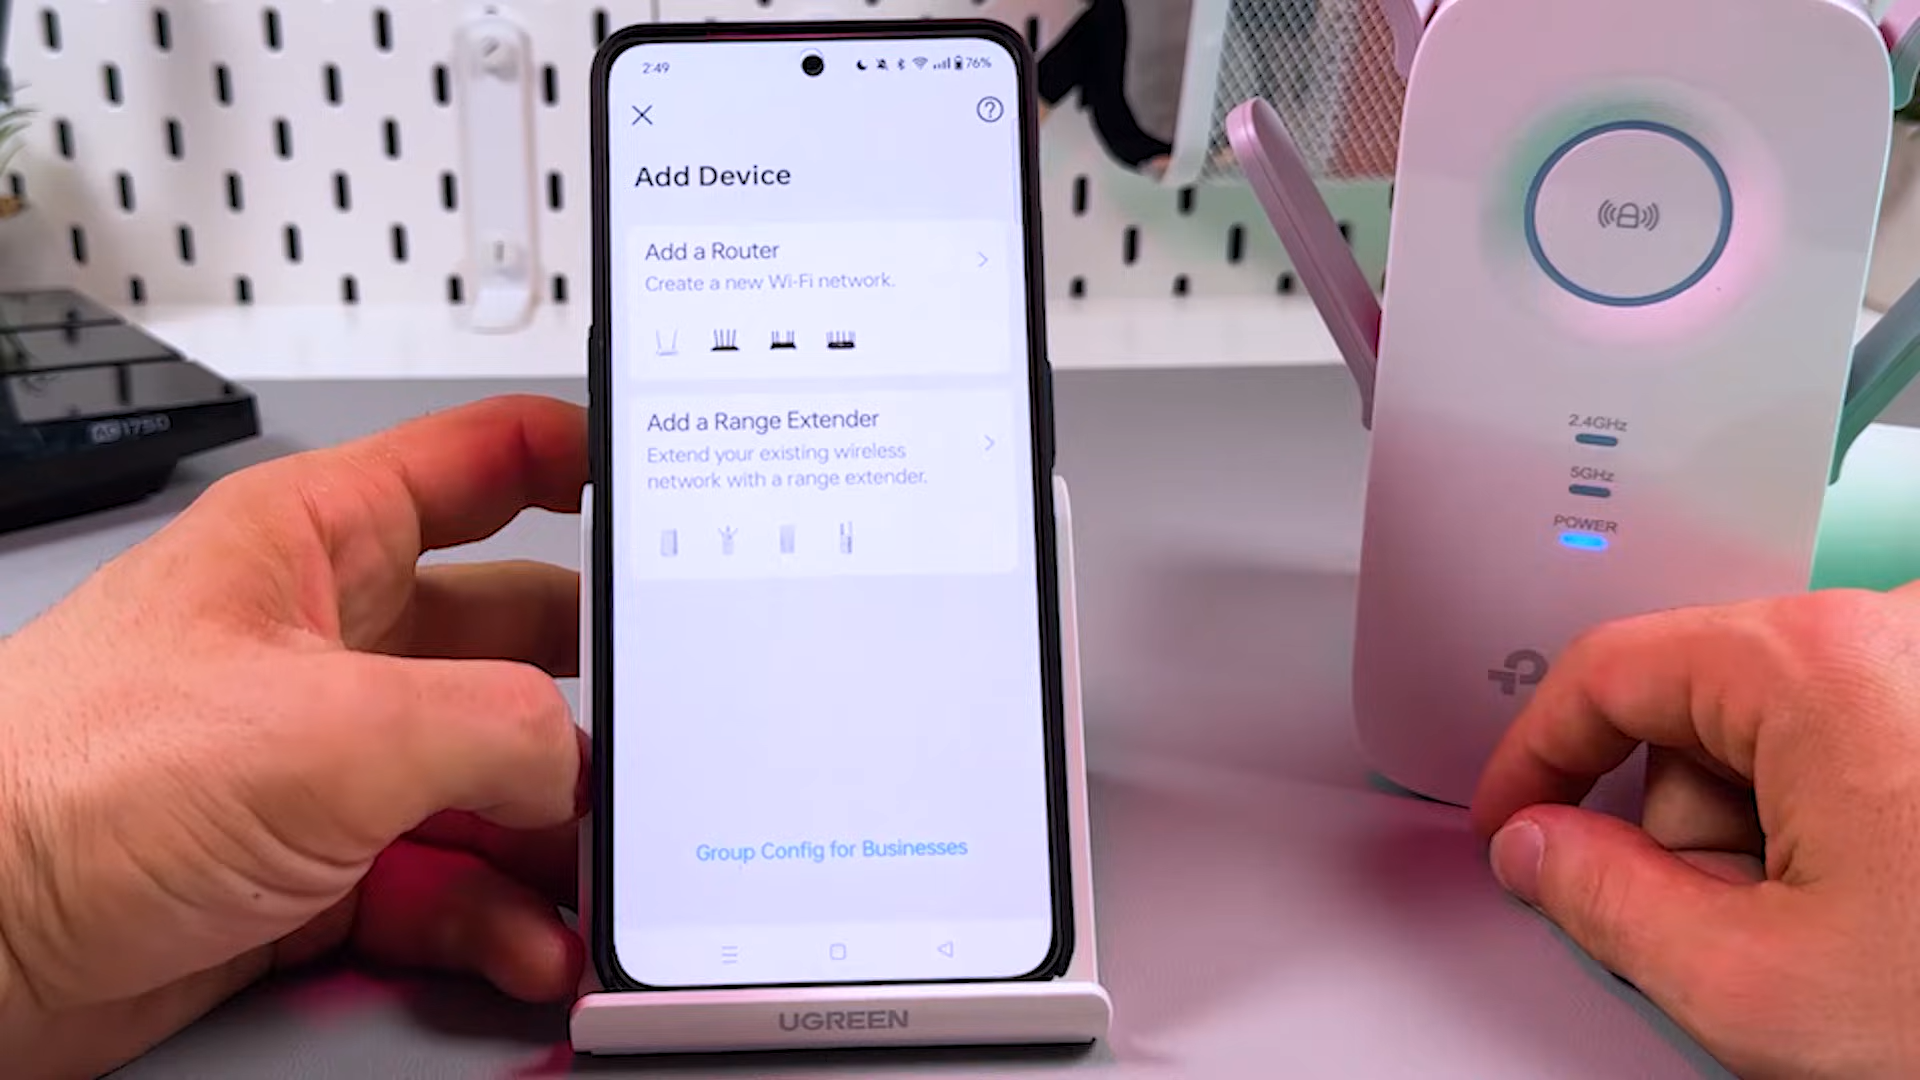 2:49
76%
Add Device
Add a Router
Create a new Wi-Fi network.
Add a Range Extender
Extend your existing wireless
network with a range extender.
Group Config for Businesses
UGREEN
2.4GHz
5GHz
POWER